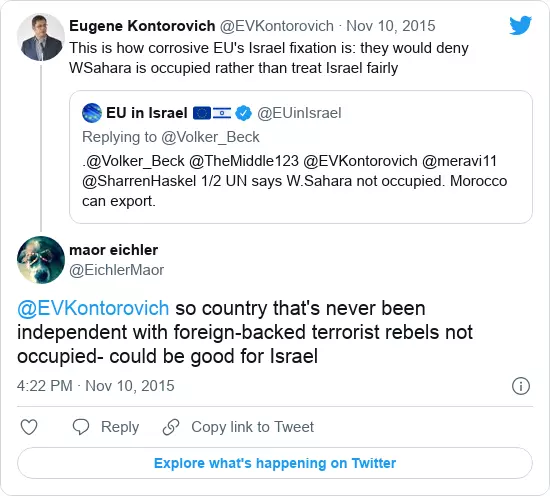 Eugene Kontorovich @EVKontorovich · Nov 10, 2015
This is how corrosive EU's Israel fixation is: they would deny
WSahara is occupied rather than treat Israel fairly
EU in Israel 🇪🇺🇮🇱 @EUinIsrael
Replying to @Volker_Beck
.@Volker_Beck @TheMiddle123 @EVKontorovich @meravi11
@SharrenHaskel 1/2 UN says W.Sahara not occupied. Morocco
can export.
maor eichler
@EichlerMaor
@EVKontorovich so country that's never been
independent with foreign-backed terrorist rebels not
occupied- could be good for Israel
4:22 PM · Nov 10, 2015
Reply Copy link to Tweet
Explore what's happening on Twitter